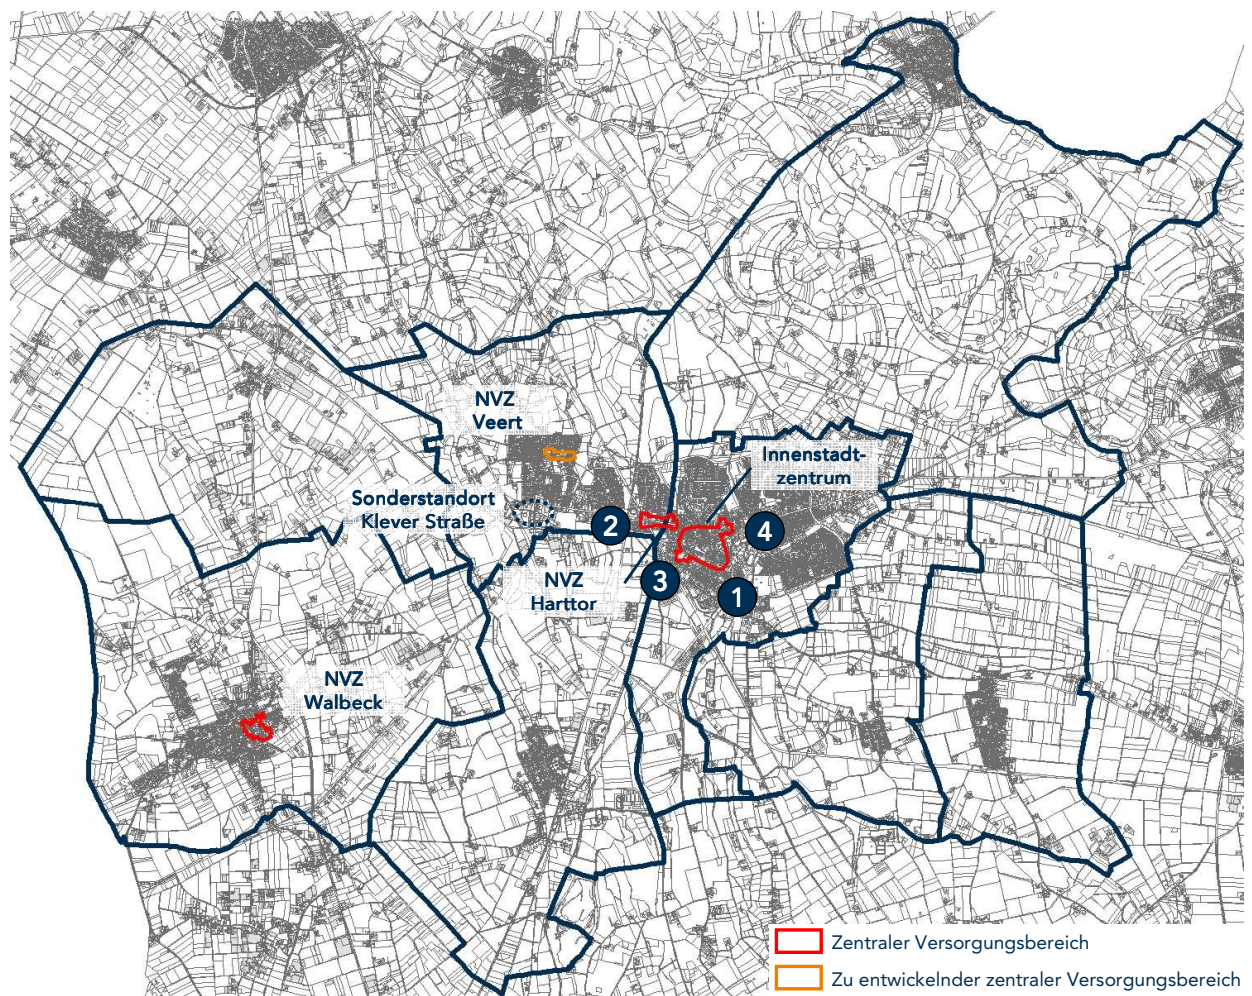 NVZ
Veert
Innenstadt-
zentrum
Sonderstandort
Klever Straße
2
4
NVZ
Harttor
3
1
NVZ
Walbeck
Zentraler Versorgungsbereich
Zu entwickelnder zentraler Versorgungsbereich